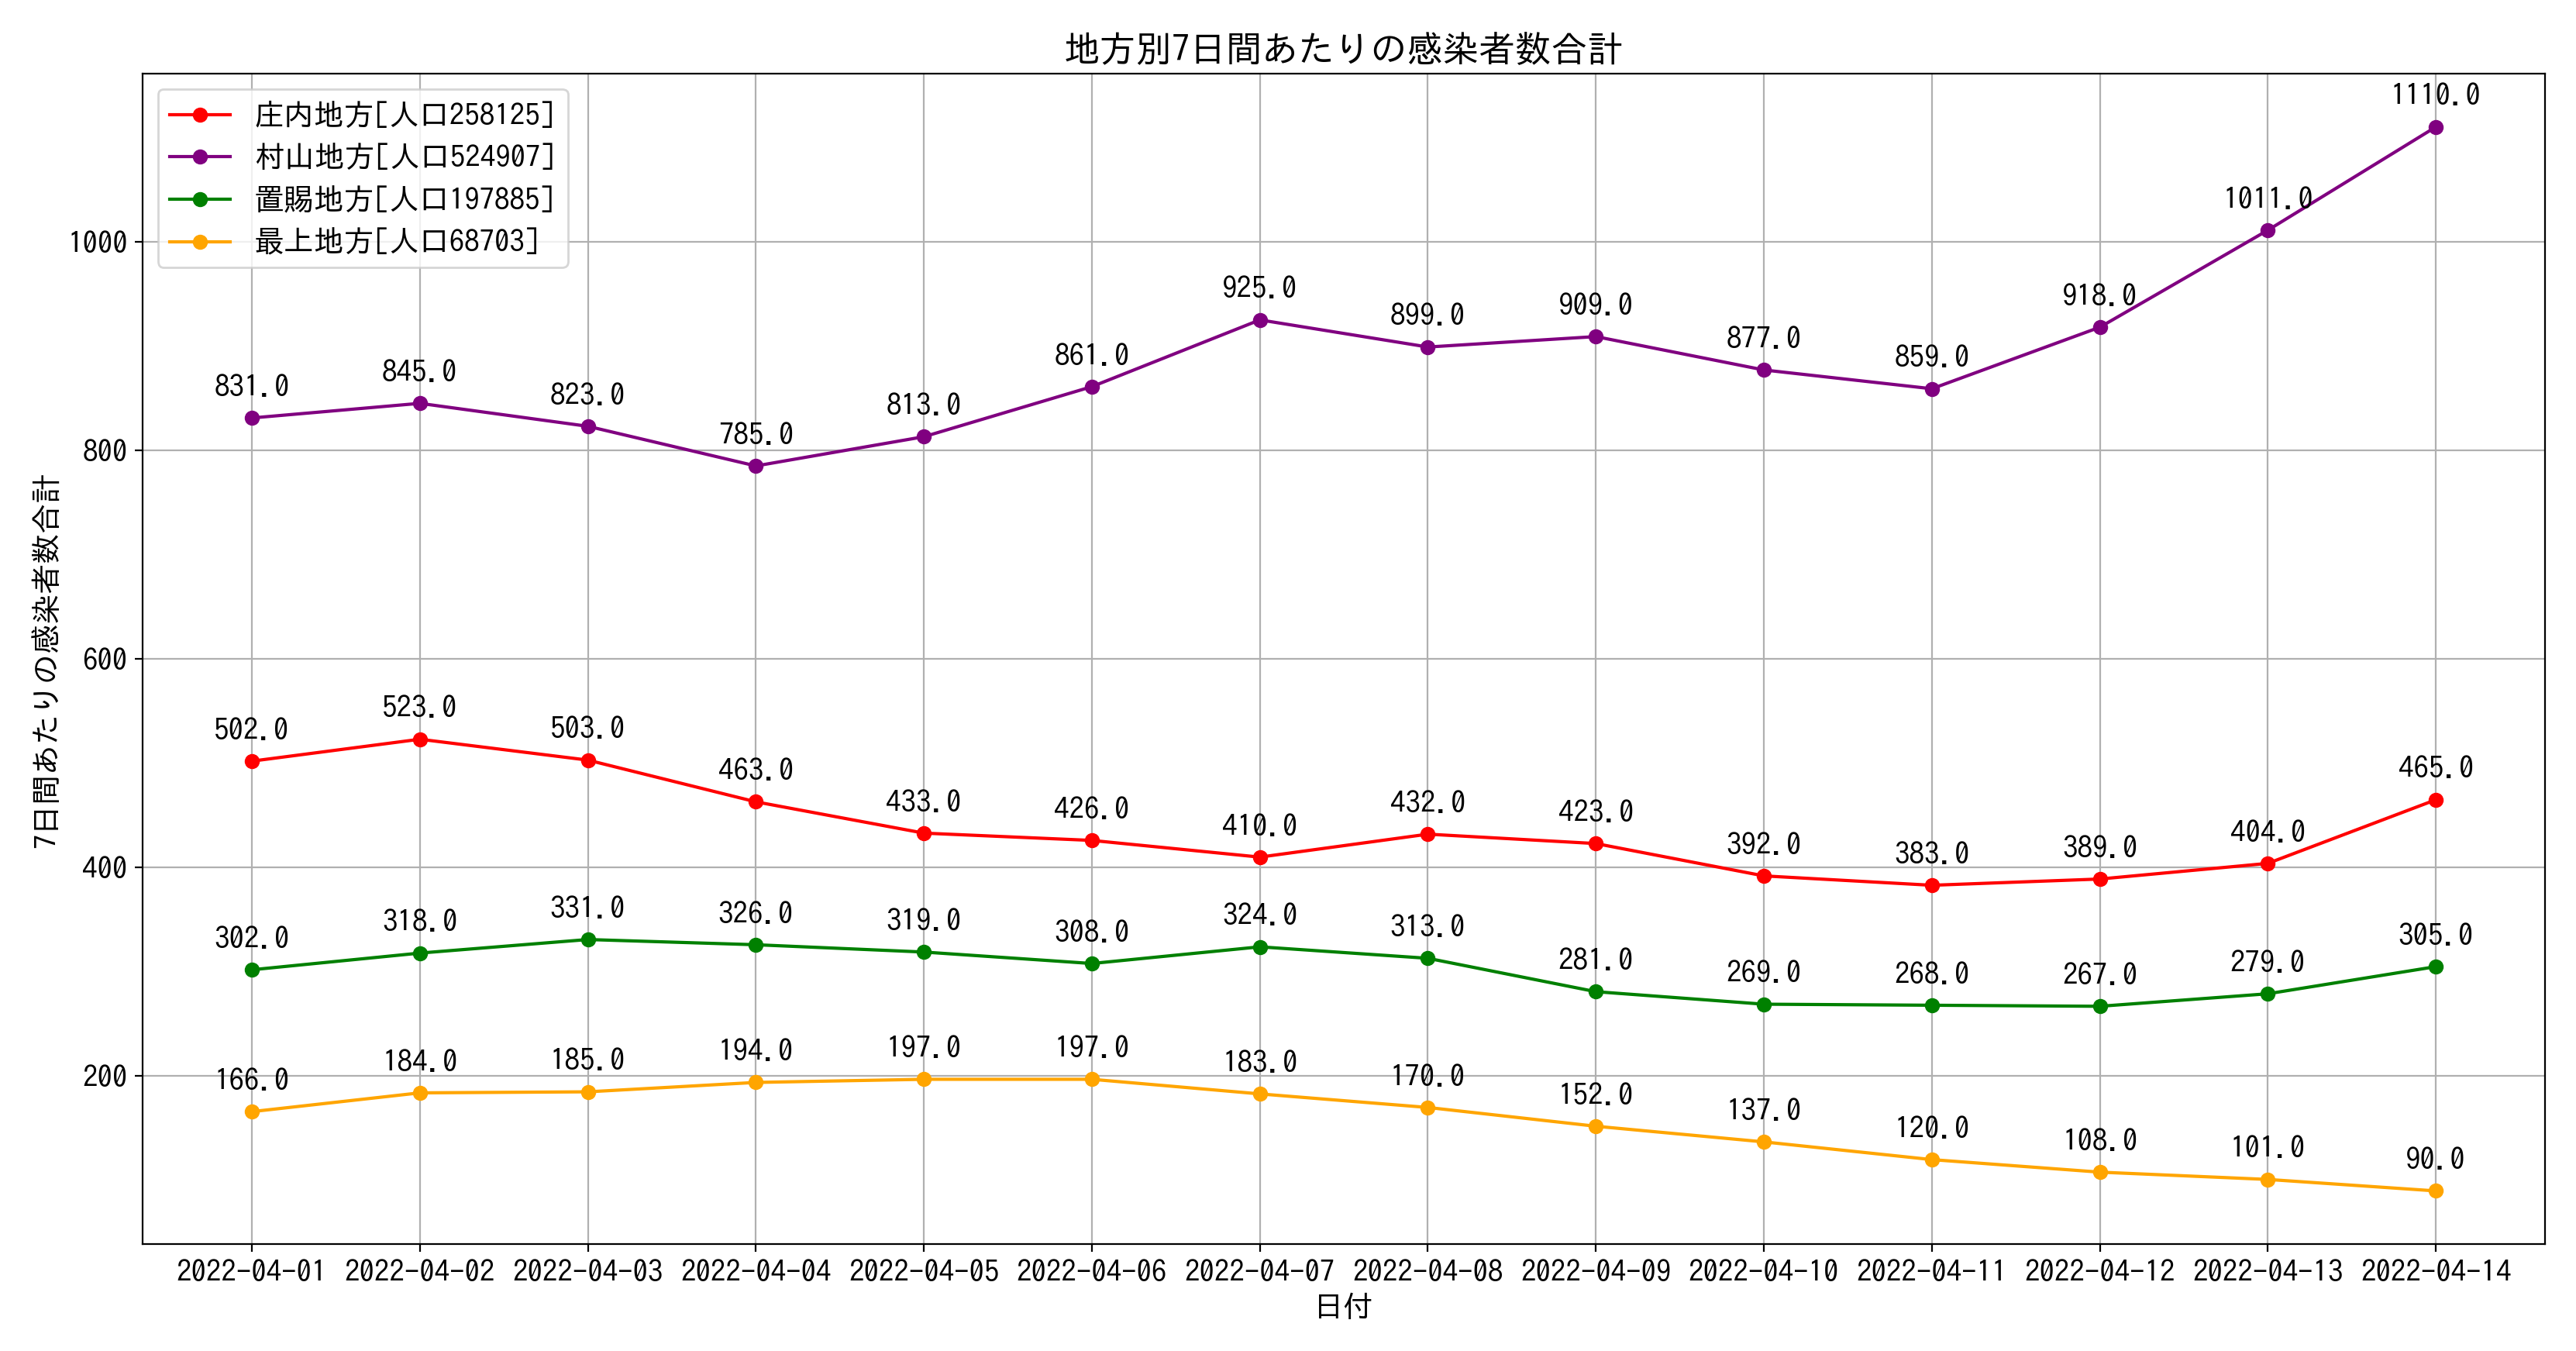 地方別7日間あたりの感染者数合計
庄内地方[人口258125]
村山地方[人口524907]
置賜地方[人口197885]
最上地方[人口68703]
7日間あたりの感染者数合計
1000
800
600
400
200
831.0 845.0 823.0 785.0 813.0 861.0 925.0 899.0 909.0 877.0 859.0 918.0 1011.0 1110.0
502.0 523.0 503.0 463.0 433.0 426.0 410.0 432.0 423.0 392.0 383.0 389.0 404.0 465.0
302.0 318.0 331.0 326.0 319.0 308.0 324.0 313.0 281.0 269.0 268.0 267.0 279.0 305.0
166.0 184.0 185.0 194.0 197.0 197.0 183.0 170.0 152.0 137.0 120.0 108.0 101.0 90.0
2022-04-01 2022-04-02 2022-04-03 2022-04-04 2022-04-05 2022-04-06 2022-04-07 2022-04-08 2022-04-09 2022-04-10 2022-04-11 2022-04-12 2022-04-13 2022-04-14
日付